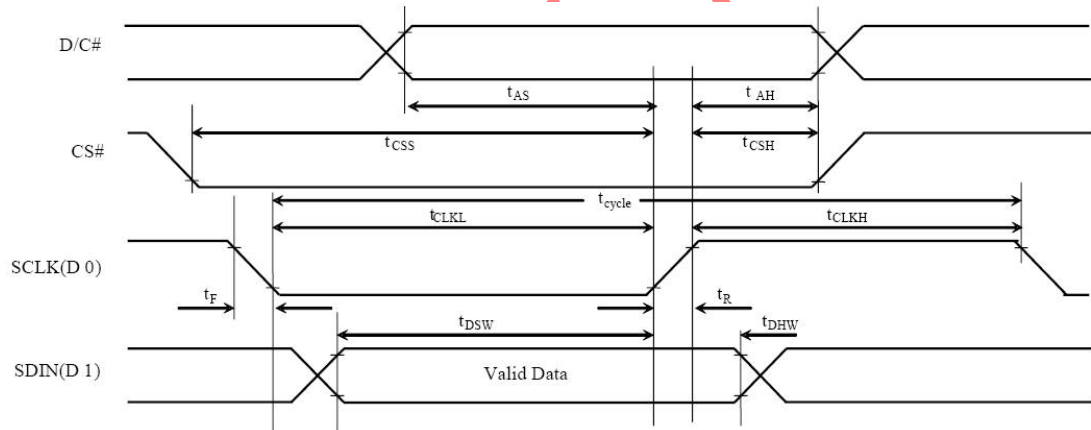 D/C#
tAS
tAH
CS#
tCSS
tCSH
tcycle
tCLKL
tCLKH
SCLK(D 0)
tF
tR
tDSW
tDHW
SDIN(D 1)
Valid Data